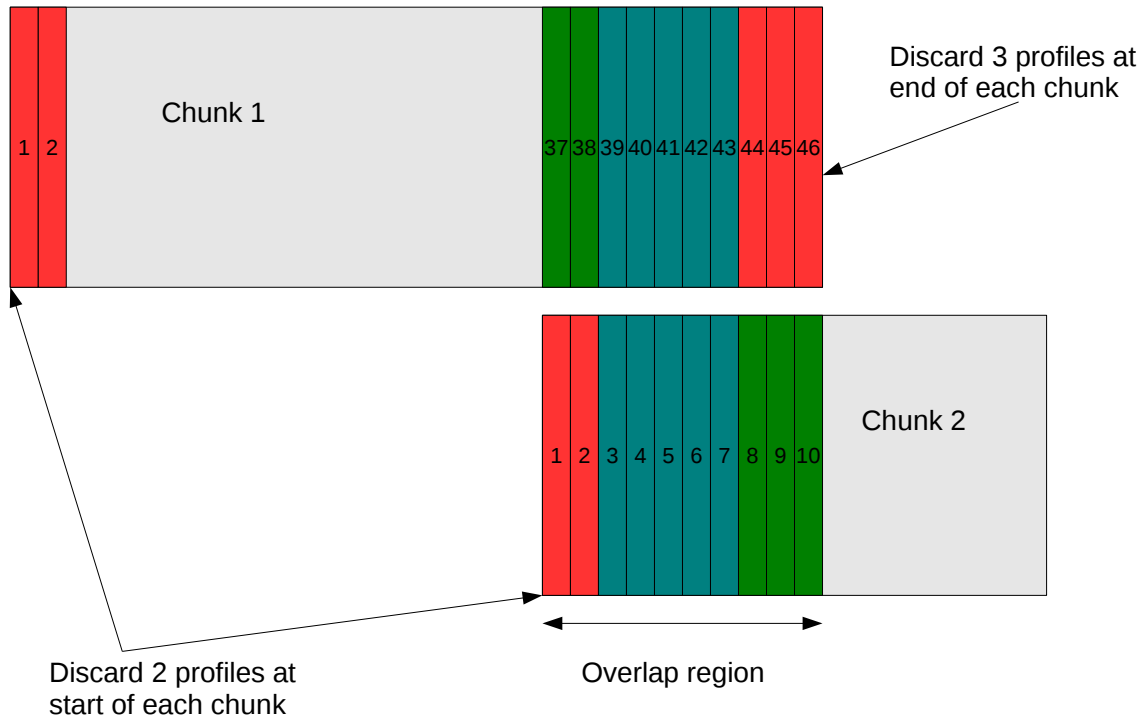 Discard 3 profiles at
end of each chunk
Chunk 1
1 2 37 38 39 40 41 42 43 44 45 46
Chunk 2
1 2 3 4 5 6 7 8 9 10
Discard 2 profiles at
start of each chunk
Overlap region